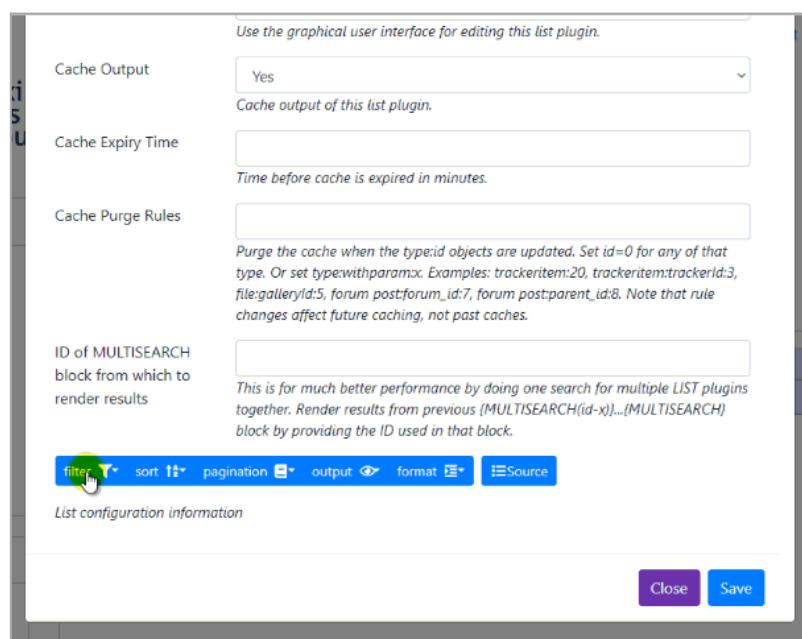 Use the graphical user interface for editing this list plugin.
Cache Output
Yes
Cache output of this list plugin.
Cache Expiry Time
Time before cache is expired in minutes.
Cache Purge Rules
Purge the cache when the type:id objects are updated. Set id=0 for any of that
type. Or set type:withparam:x. Examples: trackeritem:20, trackeritem:trackerId:3,
file:galleryId:5, forum post:forum_id:7, forum post:parent_id:8. Note that rule
changes affect future caching, not past caches.
ID of MULTISEARCH
block from which to
render results
This is for much better performance by doing one search for multiple LIST plugins
together. Render results from previous {MULTISEARCH(id-x)}...{MULTISEARCH}
block by providing the ID used in that block.
filter sort pagination output format Source
List configuration information
Close Save